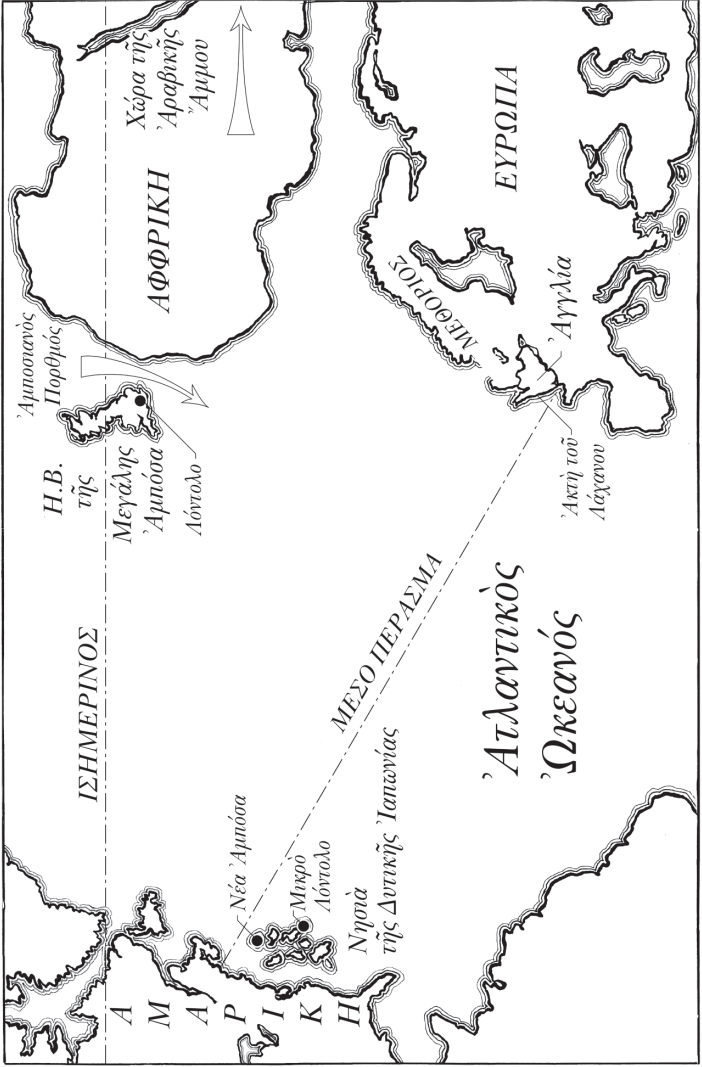 Α
Μ
Α
Ρ
Ι
Κ
Η
ΙΣΗΜΕΡΙΝΟΣ
Νέα Ἀμπόσα
Μικρὸ
Λόντολο
Νησιὰ
τῆς Δυτικῆς Ἰαπωνίας
ΜΕΣΟ ΠΕΡΑΣΜΑ
Ἀτλαντικὸς
Ὠκεανός
Η.Β.
τῆς
Μεγάλης
Ἀμπόσα
Λόντολο
Ἀμποσιανὸς
Πορθμός
ΑΦΦΡΙΚΗ
Χώρα τῆς
Ἀραβικῆς
Ἄμμου
ΜΕΘΟΡΙΟΣ
ΕΥΡΩΠΑ
Ἀγγλία
Ἀκτὴ τοῦ
Λάχανου